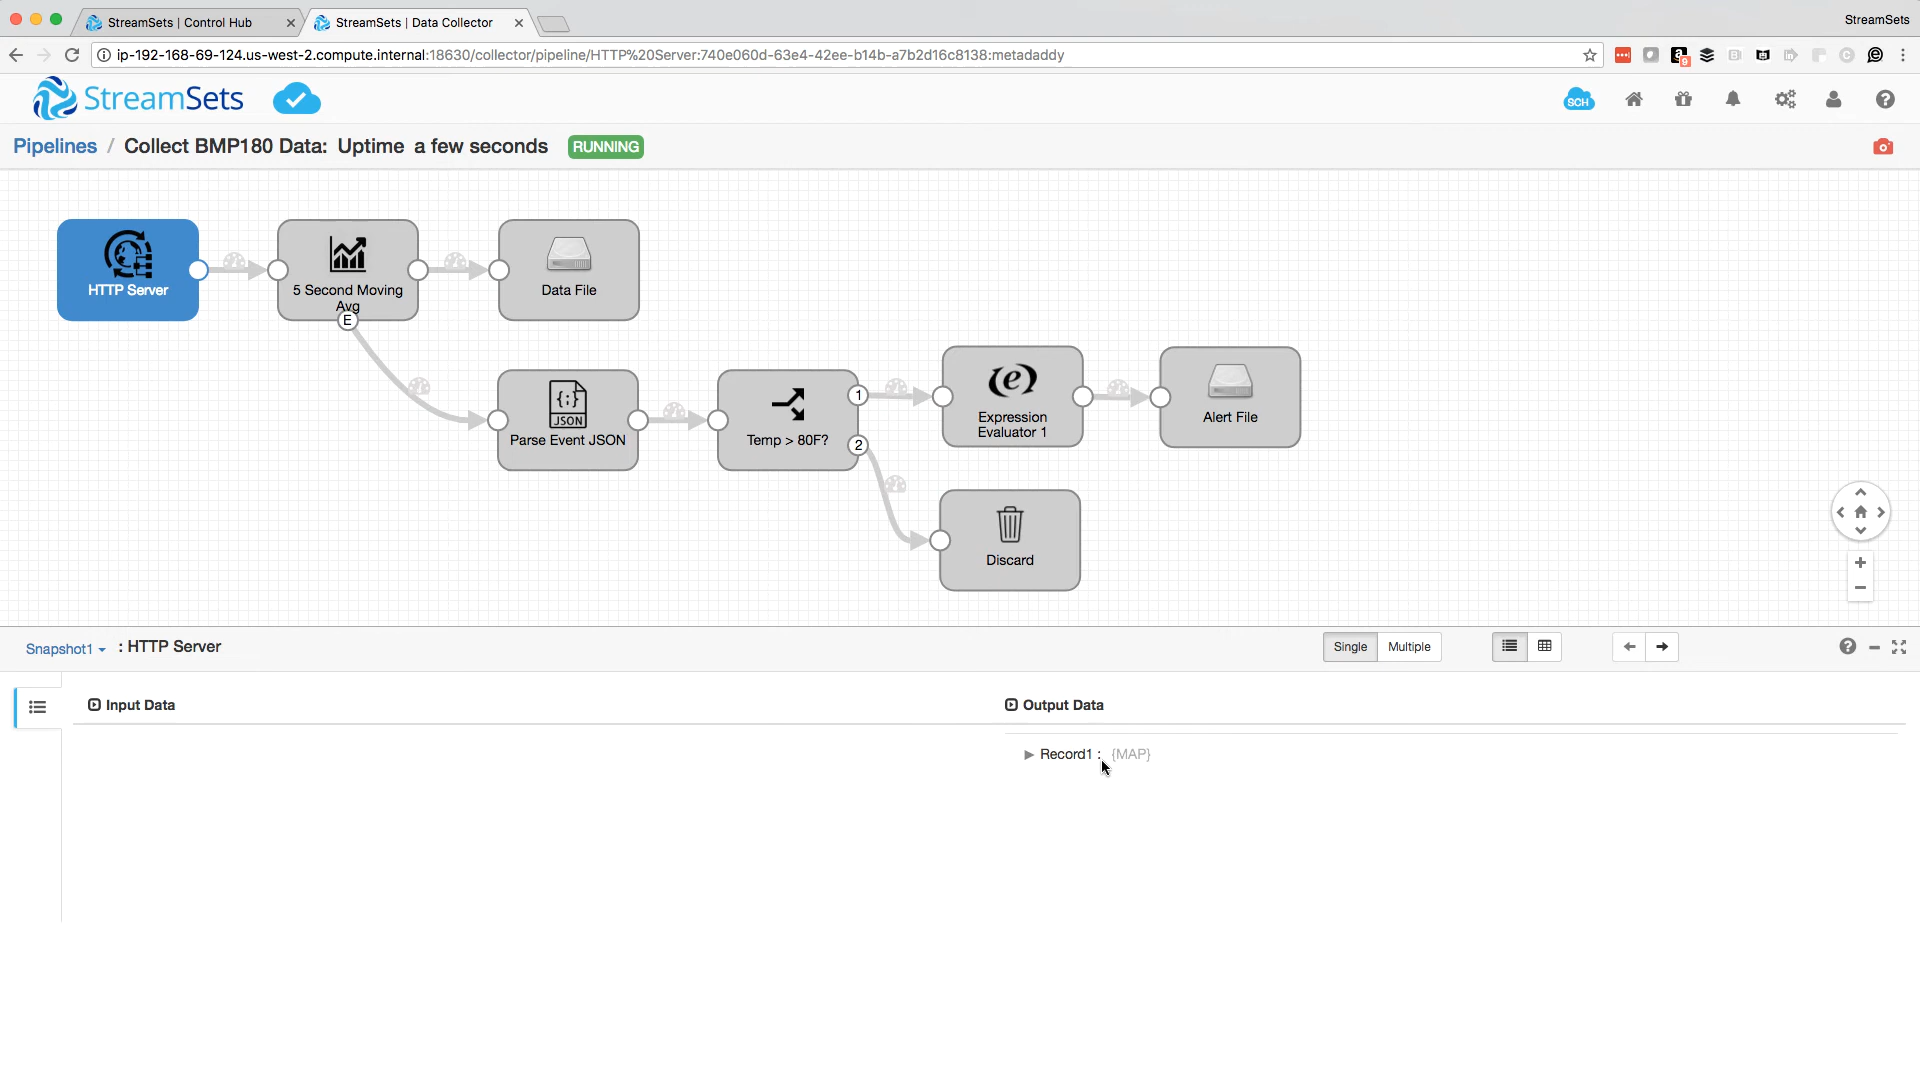 StreamSets | Control Hub
StreamSets | Data Collector
StreamSets
ip-192-168-69-124.us-west-2.compute.internal:18630/collector/pipeline/HTTP%20Server:740e060d-63e4-42ee-b14b-a7b2d16c8138:metadaddy
9
StreamSets
SCH
Pipelines / Collect BMP180 Data: Uptime a few seconds RUNNING
HTTP Server
5 Second Moving
Avg
E
Data File
JSON
Parse Event JSON
Temp > 80F?
1
2
Expression
Evaluator 1
Alert File
Discard
Snapshot1 : HTTP Server
Single Multiple
Input Data
Output Data
Record1 : {MAP}